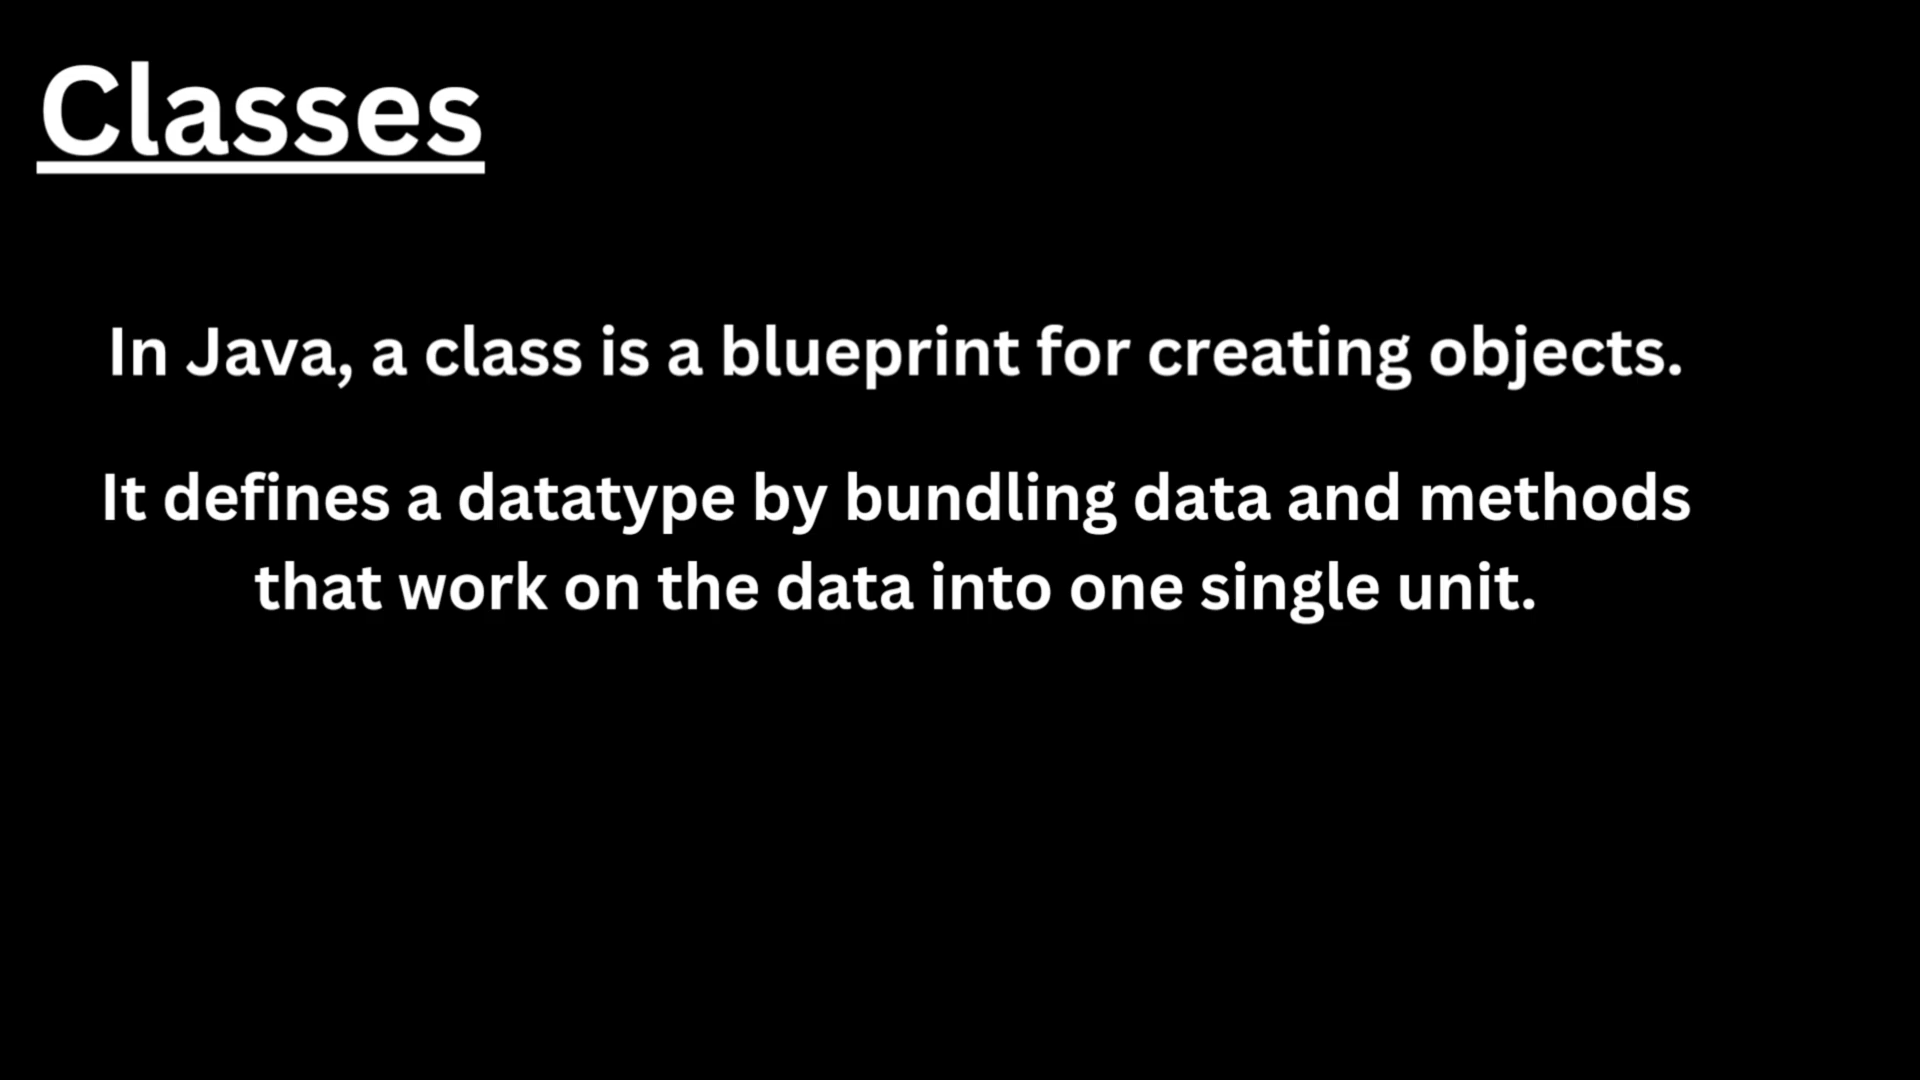 Classes
In Java, a class is a blueprint for creating objects.
It defines a datatype by bundling data and methods
that work on the data into one single unit.